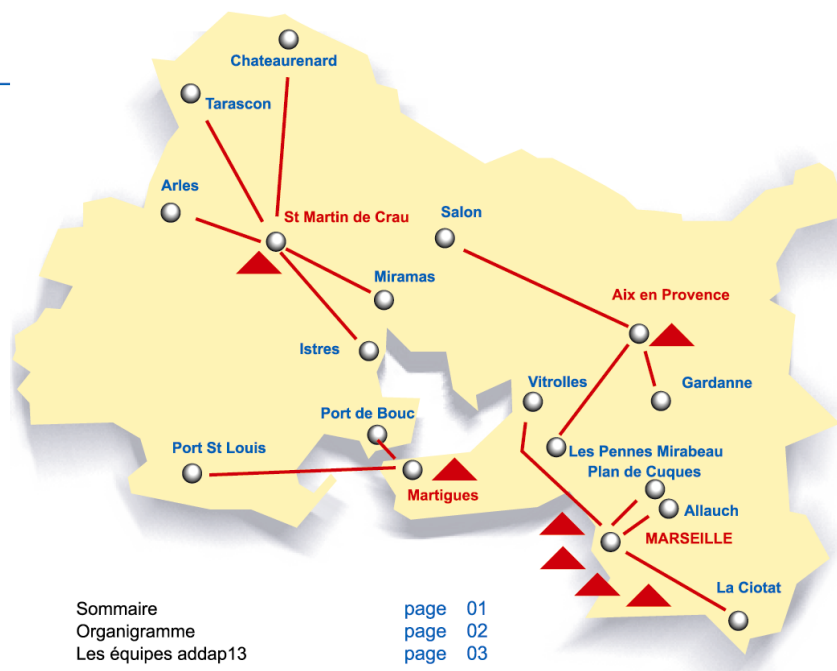 Chateaurenard
Tarascon
Arles
St Martin de Crau
Salon
Miramas
Aix en Provence
Istres
Vitrolles
Gardanne
Port de Bouc
Port St Louis
Les Pennes Mirabeau
Plan de Cuques
Martigues
Allauch
MARSEILLE
La Ciotat
Sommaire page 01
Organigramme page 02
Les équipes addap13 page 03